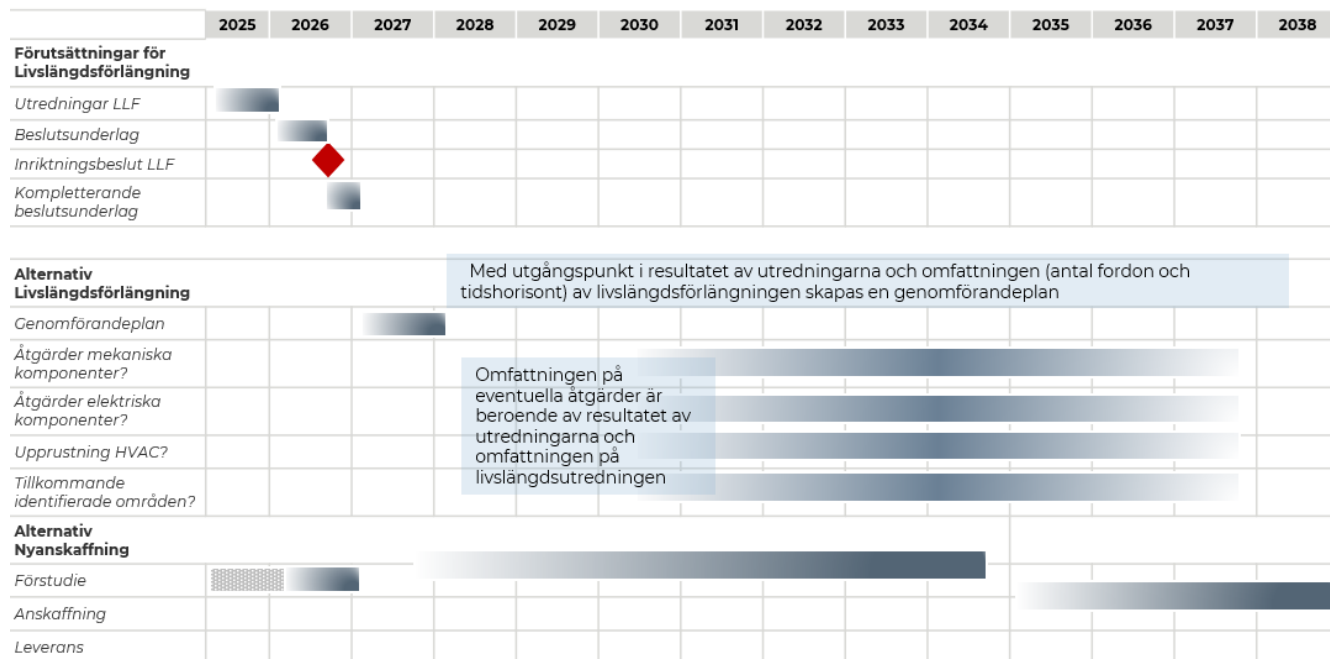 2025 2026 2027 2028 2029 2030 2031 2032 2033 2034 2035 2036 2037 2038
Förutsättningar för
Livslängdsförlängning
Utredningar LLF
Beslutsunderlag
Inriktningsbeslut LLF
Kompletterande
beslutsunderlag
Alternativ
Livslängdsförlängning
Med utgångspunkt i resultatet av utredningarna och omfattningen (antal fordon och
tidshorisont) av livslängdsförlängningen skapas en genomförandeplan
Genomförandeplan
Åtgärder mekaniska
komponenter?
Åtgärder elektriska
komponenter?
Upprustning HVAC?
Tillkommande
identifierade områden?
Omfattningen på
eventuella åtgärder är
beroende av resultatet av
utredningarna och
omfattningen på
livslängdsutredningen
Alternativ
Nyanskaffning
Förstudie
Anskaffning
Leverans